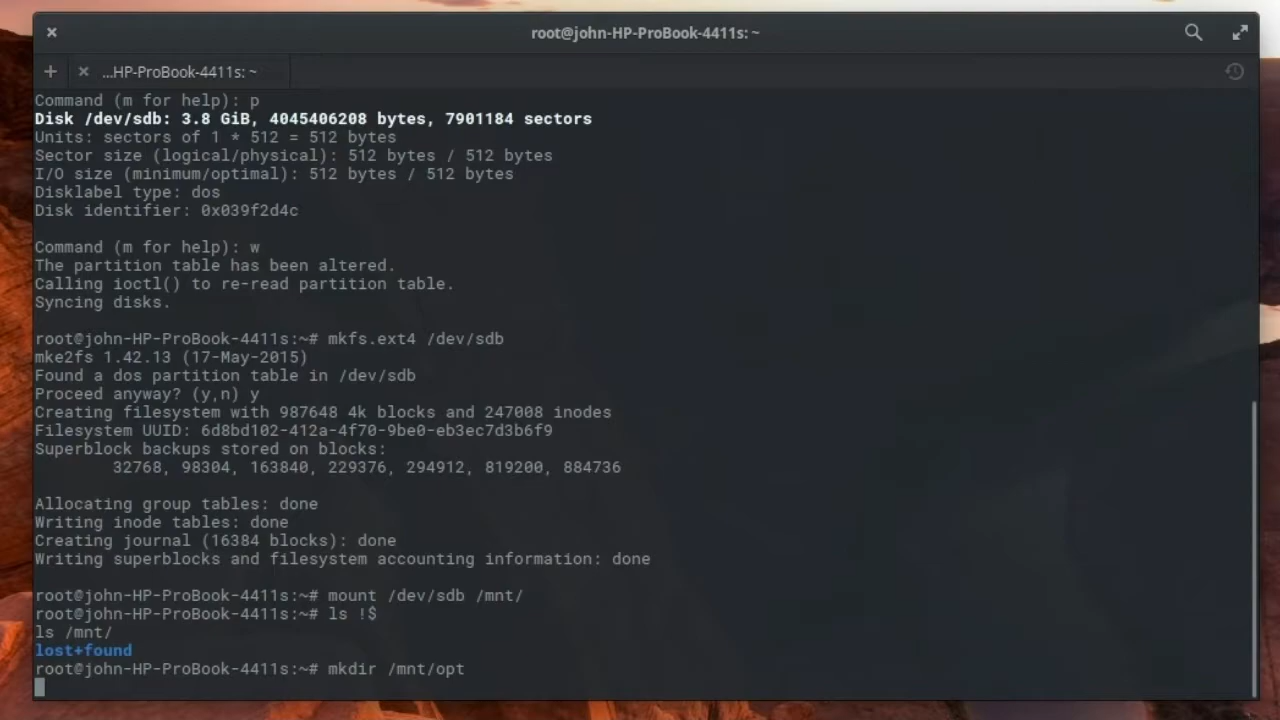 root@john-HP-ProBook-4411s: ~
...HP-ProBook-4411s: ~
Command (m for help): p
Disk /dev/sdb: 3.8 GiB, 4045406208 bytes, 7901184 sectors
Units: sectors of 1 * 512 = 512 bytes
Sector size (logical/physical): 512 bytes / 512 bytes
I/O size (minimum/optimal): 512 bytes / 512 bytes
Disklabel type: dos
Disk identifier: 0x039f2d4c
Command (m for help): w
The partition table has been altered.
Calling ioctl() to re-read partition table.
Syncing disks.
root@john-HP-ProBook-4411s:~# mkfs.ext4 /dev/sdb
mke2fs 1.42.13 (17-May-2015)
Found a dos partition table in /dev/sdb
Proceed anyway? (y,n) y
Creating filesystem with 987648 4k blocks and 247008 inodes
Filesystem UUID: 6d8bd102-412a-4f70-9be0-eb3ec7d3b6f9
Superblock backups stored on blocks:
32768, 98304, 163840, 229376, 294912, 819200, 884736
Allocating group tables: done
Writing inode tables: done
Creating journal (16384 blocks): done
Writing superblocks and filesystem accounting information: done
root@john-HP-ProBook-4411s:~# mount /dev/sdb /mnt/
root@john-HP-ProBook-4411s:~# ls !$
ls /mnt/
lost+found
root@john-HP-ProBook-4411s:~# mkdir /mnt/opt